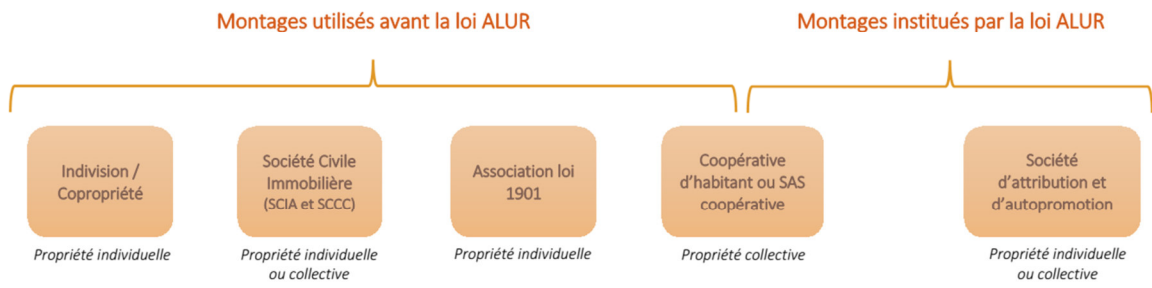 Montages utilisés avant la loi ALUR
Montages institués par la loi ALUR
Indivision /
Copropriété
Propriété individuelle
Société Civile
Immobilière
(SCIA et SCCC)
Propriété individuelle
ou collective
Association loi
1901
Propriété individuelle
Coopérative
d'habitant ou SAS
coopérative
Propriété collective
Société
d'attribution et
d'autopromotion
Propriété individuelle
ou collective